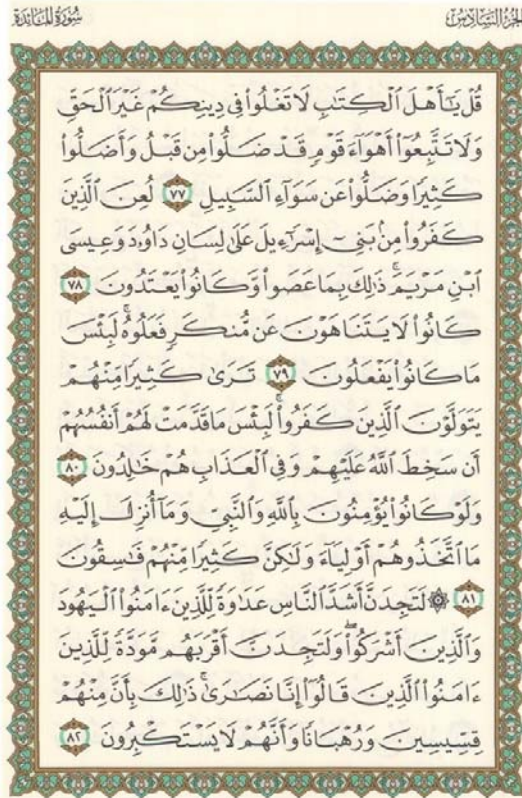 الجزء السادس
سورة المائدة
قُلْ يَٰٓأَهْلَ ٱلْكِتَٰبِ لَا تَغْلُوا۟ فِى دِينِكُمْ غَيْرَ ٱلْحَقِّ
وَلَا تَتَّبِعُوٓا۟ أَهْوَآءَ قَوْمٍ قَدْ ضَلُّوا۟ مِن قَبْلُ وَأَضَلُّوا۟
كَثِيرًا وَضَلُّوا۟ عَن سَوَآءِ ٱلسَّبِيلِ ٧٧ لُعِنَ ٱلَّذِينَ
كَفَرُوا۟ مِنۢ بَنِىٓ إِسْرَٰٓءِيلَ عَلَىٰ لِسَانِ دَاوُۥدَ وَعِيسَى
ٱبْنِ مَرْيَمَ ۚ ذَٰلِكَ بِمَا عَصَوا۟ وَّكَانُوا۟ يَعْتَدُونَ ٧٨
كَانُوا۟ لَا يَتَنَاهَوْنَ عَن مُّنكَرٍ فَعَلُوهُ ۚ لَبِئْسَ
مَا كَانُوا۟ يَفْعَلُونَ ٧٩ تَرَىٰ كَثِيرًا مِّنْهُمْ
يَتَوَلَّوْنَ ٱلَّذِينَ كَفَرُوا۟ ۚ لَبِئْسَ مَا قَدَّمَتْ لَهُمْ أَنفُسُهُمْ
أَن سَخِطَ ٱللَّهُ عَلَيْهِمْ وَفِى ٱلْعَذَابِ هُمْ خَٰلِدُونَ ٨٠
وَلَوْ كَانُوا۟ يُؤْمِنُونَ بِٱللَّهِ وَٱلنَّبِىِّ وَمَآ أُنزِلَ إِلَيْهِ
مَا ٱتَّخَذُوهُمْ أَوْلِيَآءَ وَلَٰكِنَّ كَثِيرًا مِّنْهُمْ فَٰسِقُونَ
٨١ ۞ لَتَجِدَنَّ أَشَدَّ ٱلنَّاسِ عَدَٰوَةً لِّلَّذِينَ ءَامَنُوا۟ ٱلْيَهُودَ
وَٱلَّذِينَ أَشْرَكُوا۟ ۖ وَلَتَجِدَنَّ أَقْرَبَهُم مَّوَدَّةً لِّلَّذِينَ
ءَامَنُوا۟ ٱلَّذِينَ قَالُوٓا۟ إِنَّا نَصَٰرَىٰ ۚ ذَٰلِكَ بِأَنَّ مِنْهُمْ
قِسِّيسِينَ وَرُهْبَانًا وَأَنَّهُمْ لَا يَسْتَكْبِرُونَ ٨٢